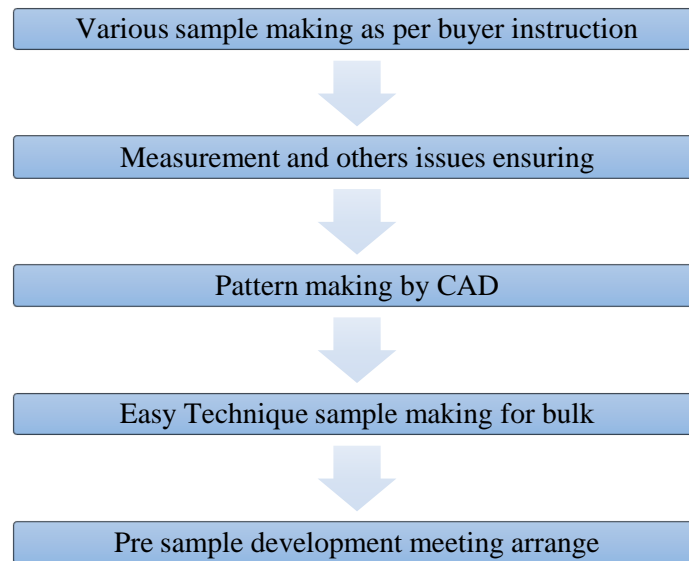 Various sample making as per buyer instruction
Measurement and others issues ensuring
Pattern making by CAD
Easy Technique sample making for bulk
Pre sample development meeting arrange